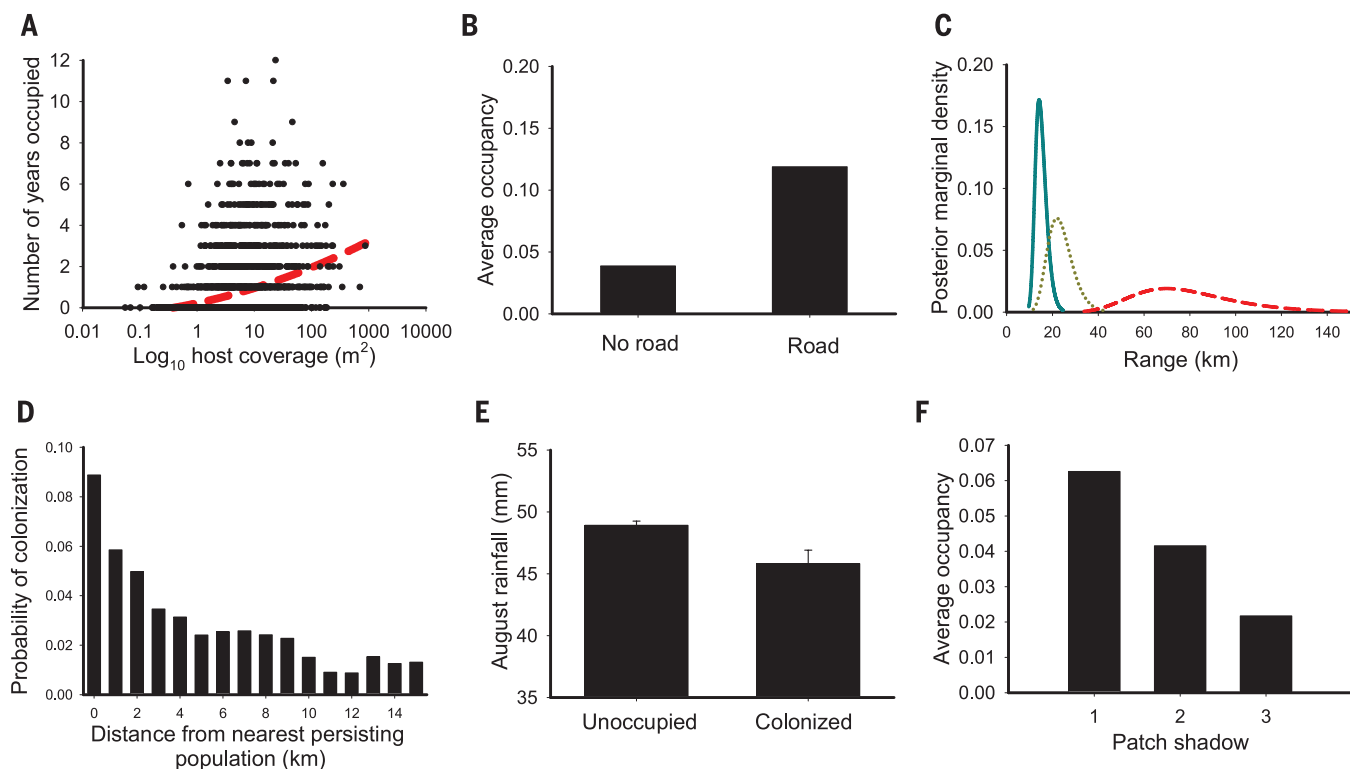 A
Number of years occupied
12
10
8
6
4
2
0
0.01 0.1 1 10 100 1000 10000
Log10 host coverage (m2)
B
Average occupancy
0.20
0.15
0.10
0.05
0.00
No road Road
C
Posterior marginal density
0.20
0.15
0.10
0.05
0.00
0 20 40 60 80 100 120 140
Range (km)
D
Probability of colonization
0.10
0.08
0.06
0.04
0.02
0.00
0 2 4 6 8 10 12 14
Distance from nearest persisting
population (km)
E
August rainfall (mm)
55
50
45
40
35
Unoccupied Colonized
F
Average occupancy
0.07
0.06
0.05
0.04
0.03
0.02
0.01
0.00
1 2 3
Patch shadow